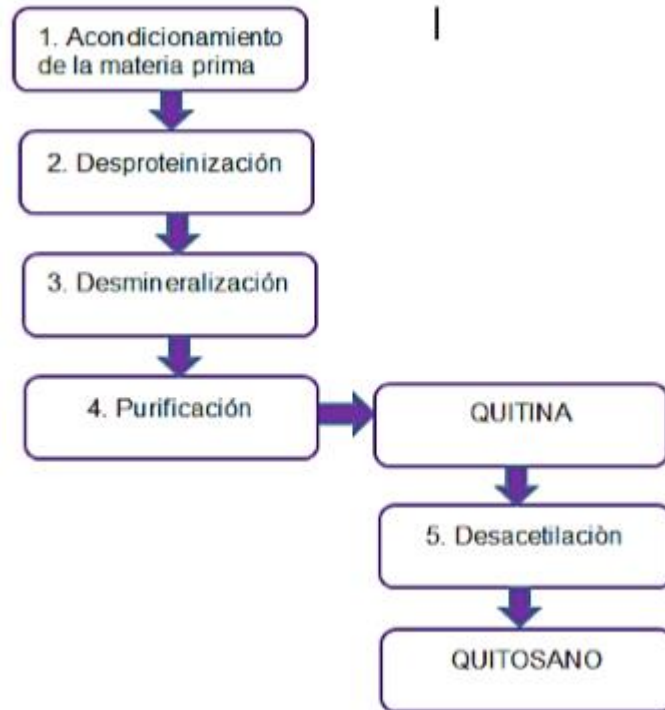 1. Acondicionamiento
de la materia prima
2. Desproteinización
3. Desmineralización
4. Purificación
QUITINA
5. Desacetilaciòn
QUITOSANO